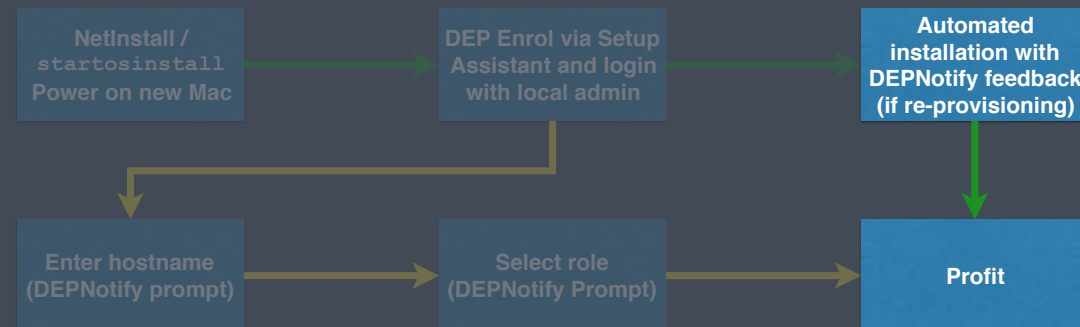 NetInstall /
startosinstall
Power on new Mac
DEP Enrol via Setup
Assistant and login
with local admin
Automated
installation with
DEPNotify feedback
(if re-provisioning)
Enter hostname
(DEPNotify prompt)
Select role
(DEPNotify Prompt)
Profit